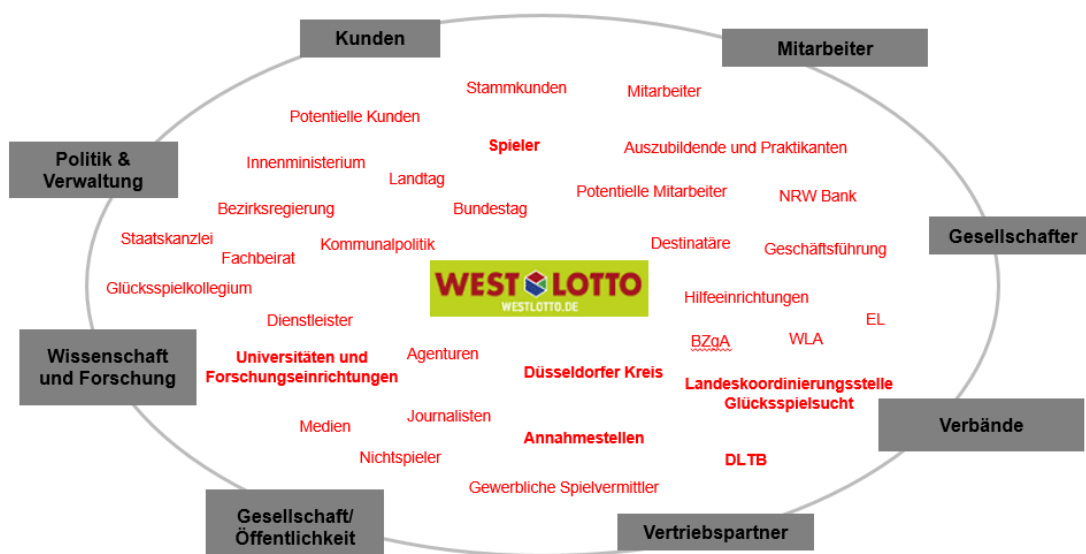 Kunden
Mitarbeiter
Stammkunden
Mitarbeiter
Potentielle Kunden
Spieler
Auszubildende und Praktikanten
Politik &
Verwaltung
Innenministerium
Landtag
Potentielle Mitarbeiter
NRW Bank
Bezirksregierung
Bundestag
Staatskanzlei
Kommunalpolitik
Destinatäre
Geschäftsführung
Gesellschafter
Fachbeirat
WEST LOTTO
WESTLOTTO.DE
Glücksspielkollegium
Hilfeeinrichtungen
Dienstleister
EL
BZgA
WLA
Wissenschaft
und Forschung
Universitäten und
Forschungseinrichtungen
Agenturen
Düsseldorfer Kreis
Landeskoordinierungsstelle
Glücksspielsucht
Medien
Journalisten
Annahmestellen
Verbände
Nichtspieler
DLTB
Gewerbliche Spielvermittler
Gesellschaft/
Öffentlichkeit
Vertriebspartner